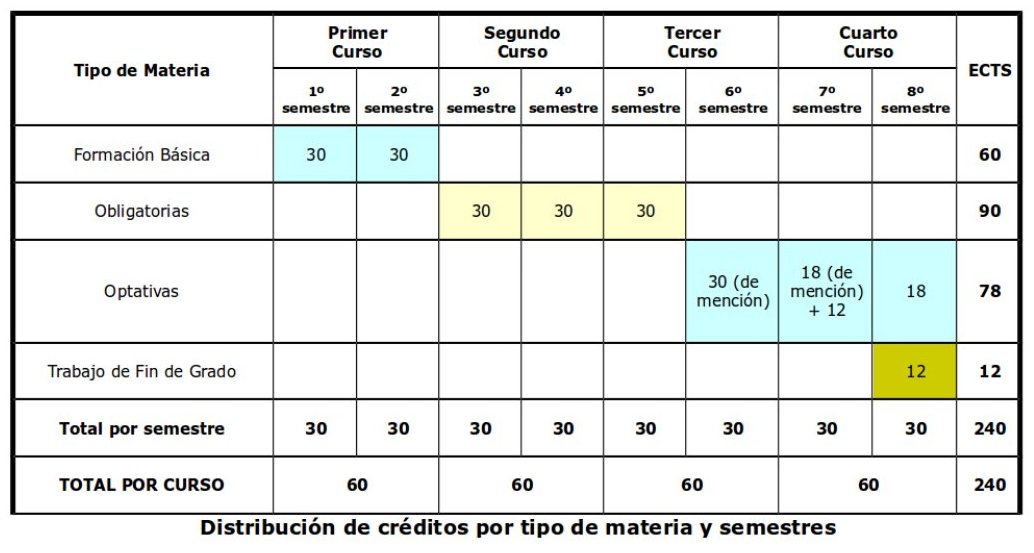 Tipo de Materia Primer Curso Segundo Curso Tercer Curso Cuarto Curso ECTS
1º semestre 2º semestre 3º semestre 4º semestre 5º semestre 6º semestre 7º semestre 8º semestre
Formación Básica 30 30 60
Obligatorias 30 30 30 90
Optativas 30 (de mención) 18 (de mención) + 12 18 78
Trabajo de Fin de Grado 12 12
Total por semestre 30 30 30 30 30 30 30 30 240
TOTAL POR CURSO 60 60 60 60 240
Distribución de créditos por tipo de materia y semestres